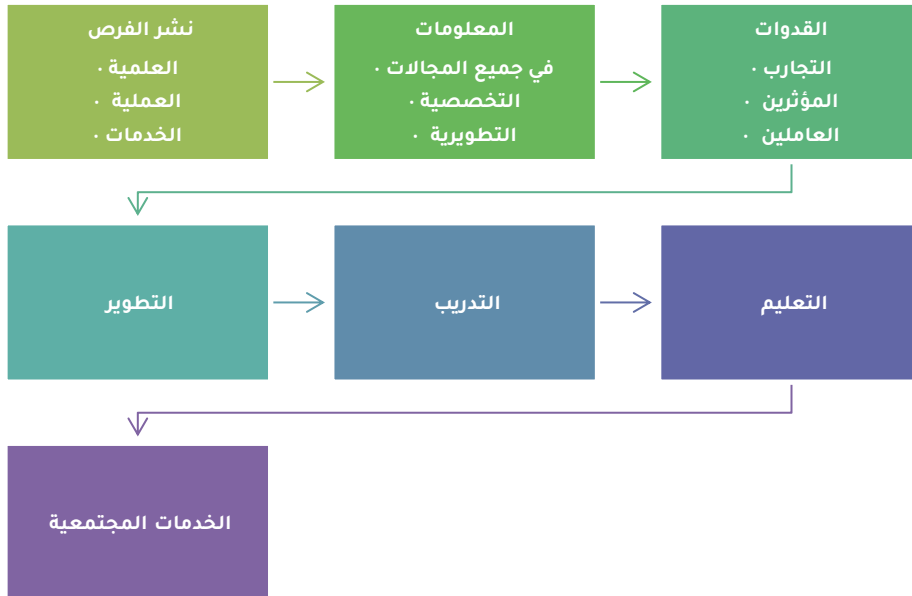 نشر الفرص
العلمية
العملية
الخدمات
المعلومات
في جميع المجالات
التخصصية
التطويرية
القدوات
التجارب
المؤثرين
العاملين
التطوير
التدريب
التعليم
الخدمات المجتمعية